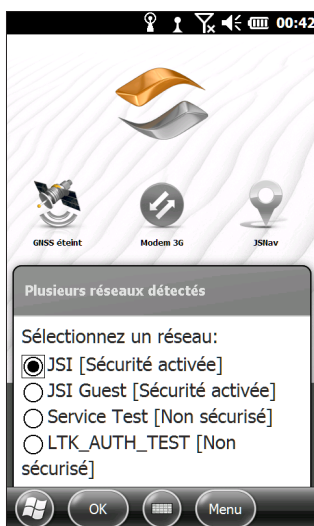 00:42
GNSS éteint
Modem 3G
JSNav
Plusieurs réseaux détectés
Sélectionnez un réseau:
JSI [Sécurité activée]
JSI Guest [Sécurité activée]
Service Test [Non sécurisé]
LTK_AUTH_TEST [Non
sécurisé]
OK
Menu